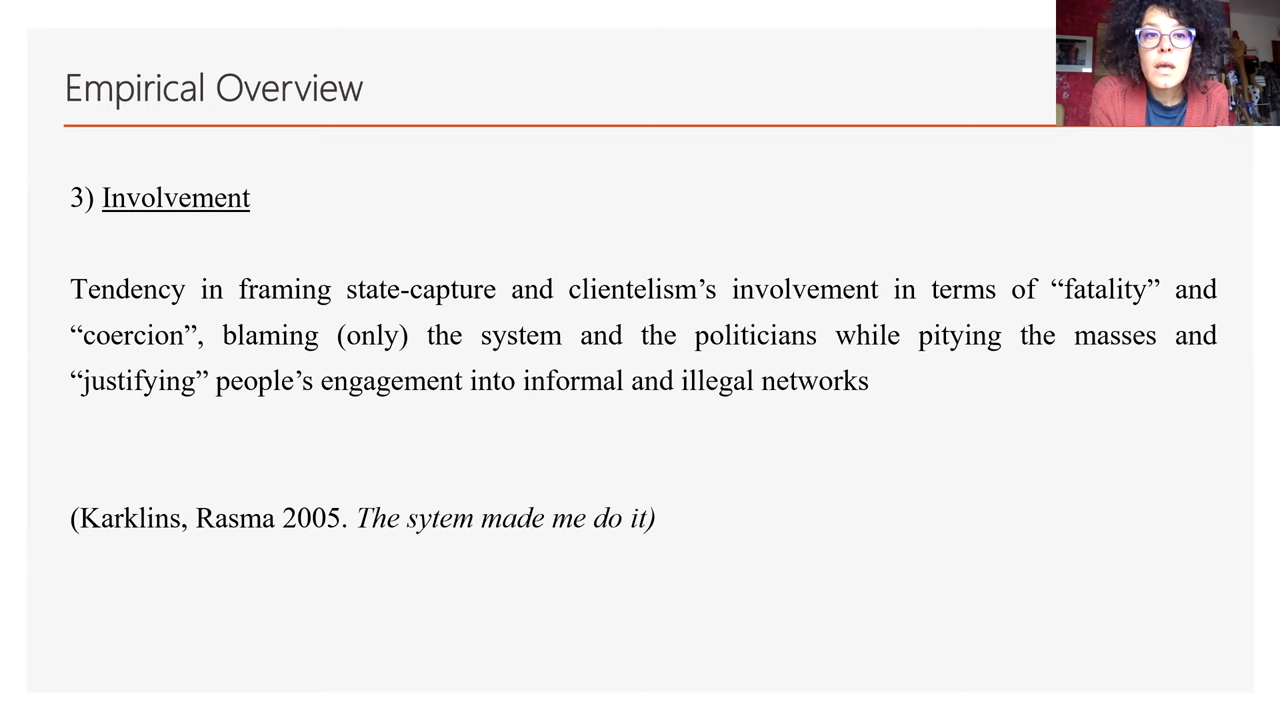 Empirical Overview
3) Involvement
Tendency in framing state-capture and clientelism’s involvement in terms of “fatality” and
“coercion”, blaming (only) the system and the politicians while pitying the masses and
“justifying” people’s engagement into informal and illegal networks
(Karklins, Rasma 2005. The sytem made me do it)